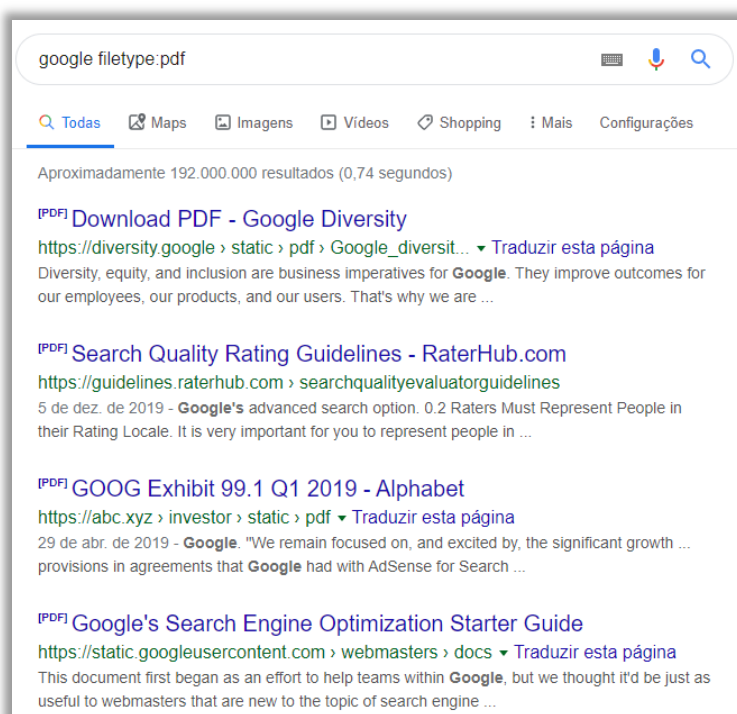 google filetype:pdf
Todas Maps Imagens Vídeos Shopping Mais Configurações
Aproximadamente 192.000.000 resultados (0,74 segundos)
[PDF] Download PDF - Google Diversity
https://diversity.google › static › pdf › Google_diversit... ▾ Traduzir esta página
Diversity, equity, and inclusion are business imperatives for Google. They improve outcomes for
our employees, our products, and our users. That's why we are ...
[PDF] Search Quality Rating Guidelines - RaterHub.com
https://guidelines.raterhub.com › searchqualityevaluatorguidelines
5 de dez. de 2019 - Google's advanced search option. 0.2 Raters Must Represent People in
their Rating Locale. It is very important for you to represent people in ...
[PDF] GOOG Exhibit 99.1 Q1 2019 - Alphabet
https://abc.xyz › investor › static › pdf ▾ Traduzir esta página
29 de abr. de 2019 - Google. "We remain focused on, and excited by, the significant growth ...
provisions in agreements that Google had with AdSense for Search ...
[PDF] Google's Search Engine Optimization Starter Guide
https://static.googleusercontent.com › webmasters › docs ▾ Traduzir esta página
This document first began as an effort to help teams within Google, but we thought it'd be just as
useful to webmasters that are new to the topic of search engine ...